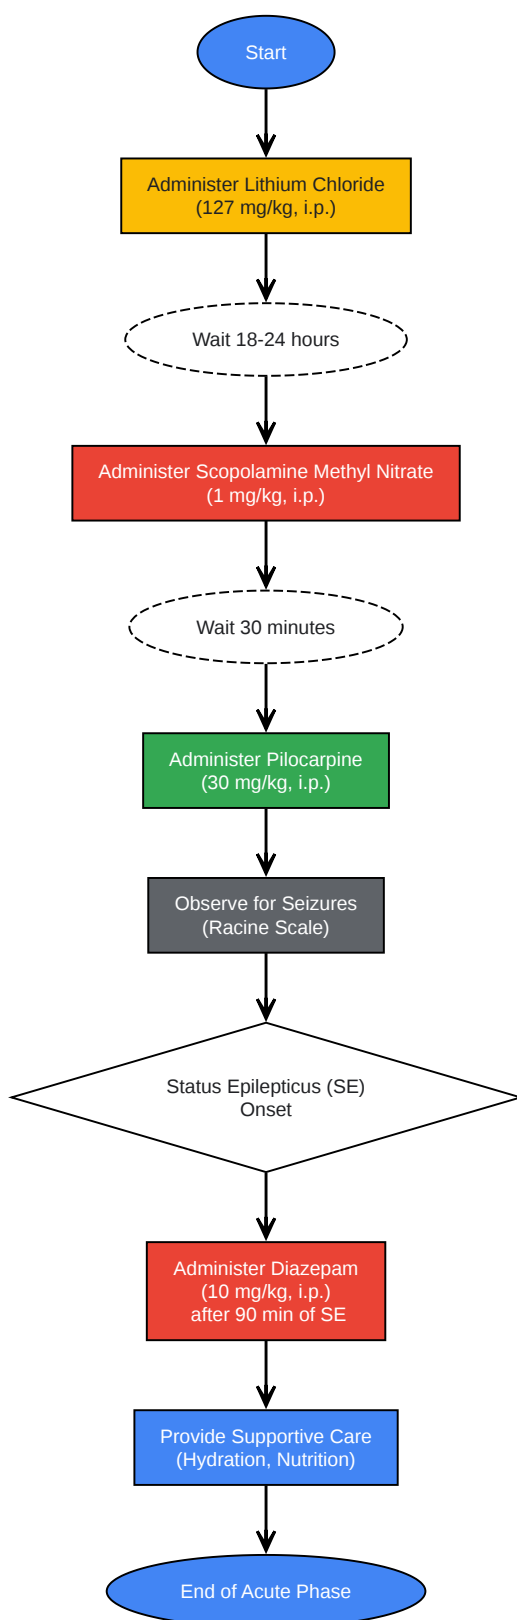 Start
Administer Lithium Chloride
(127 mg/kg, i.p.)
Wait 18-24 hours
Administer Scopolamine Methyl Nitrate
(1 mg/kg, i.p.)
Wait 30 minutes
Administer Pilocarpine
(30 mg/kg, i.p.)
Observe for Seizures
(Racine Scale)
Status Epilepticus (SE)
Onset
Administer Diazepam
(10 mg/kg, i.p.)
after 90 min of SE
Provide Supportive Care
(Hydration, Nutrition)
End of Acute Phase